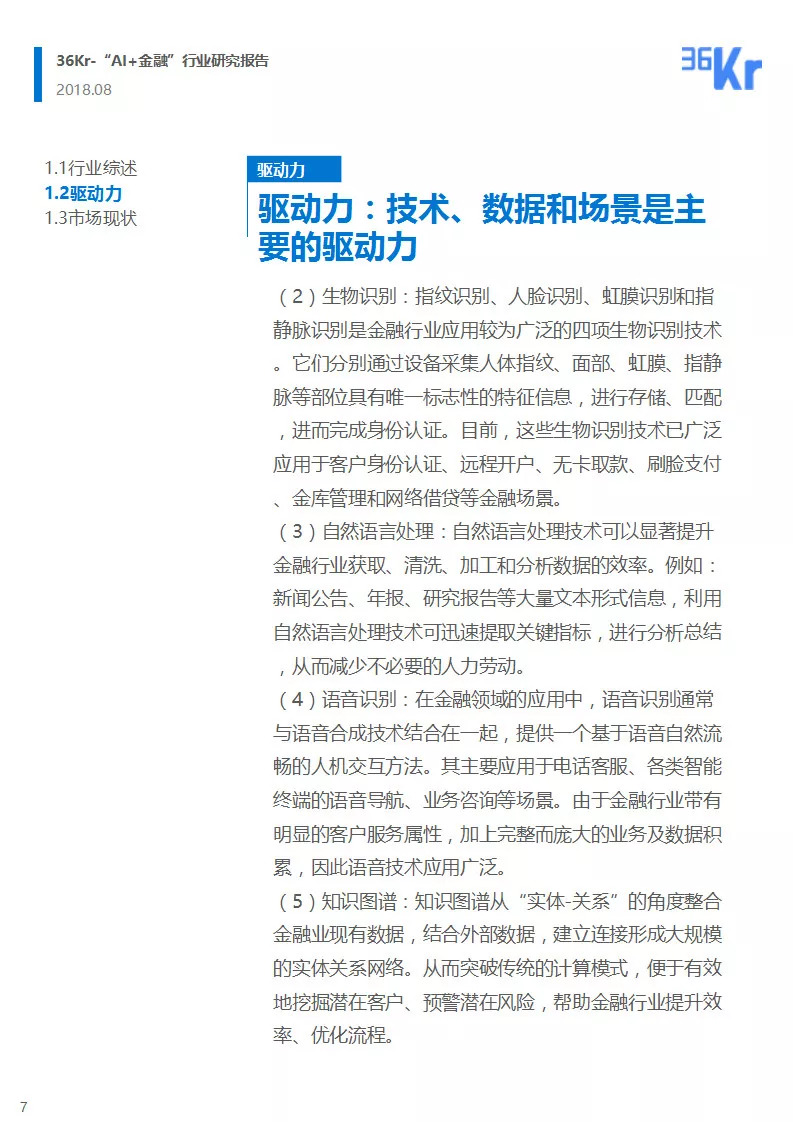 36Kr-“AI+金融”行业研究报告
2018.08
36Kr
1.1行业综述
1.2驱动力
1.3市场现状
驱动力
驱动力：技术、数据和场景是主
要的驱动力
（2）生物识别：指纹识别、人脸识别、虹膜识别和指
静脉识别是金融行业应用较为广泛的四项生物识别技术
。它们分别通过设备采集人体指纹、面部、虹膜、指静
脉等部位具有唯一标志性的特征信息，进行存储、匹配
，进而完成身份认证。目前，这些生物识别技术已广泛
应用于客户身份认证、远程开户、无卡取款、刷脸支付
、金库管理和网络借贷等金融场景。
（3）自然语言处理：自然语言处理技术可以显著提升
金融行业获取、清洗、加工和分析数据的效率。例如：
新闻公告、年报、研究报告等大量文本形式信息，利用
自然语言处理技术可迅速提取关键指标，进行分析总结
，从而减少不必要的人力劳动。
（4）语音识别：在金融领域的应用中，语音识别通常
与语音合成技术结合在一起，提供一个基于语音自然流
畅的人机交互方法。其主要应用于电话客服、各类智能
终端的语音导航、业务咨询等场景。由于金融行业带有
明显的客户服务属性，加上完整而庞大的业务及数据积
累，因此语音技术应用广泛。
（5）知识图谱：知识图谱从“实体-关系”的角度整合
金融业现有数据，结合外部数据，建立连接形成大规模
的实体关系网络。从而突破传统的计算模式，便于有效
地挖掘潜在客户、预警潜在风险，帮助金融行业提升效
率、优化流程。
7